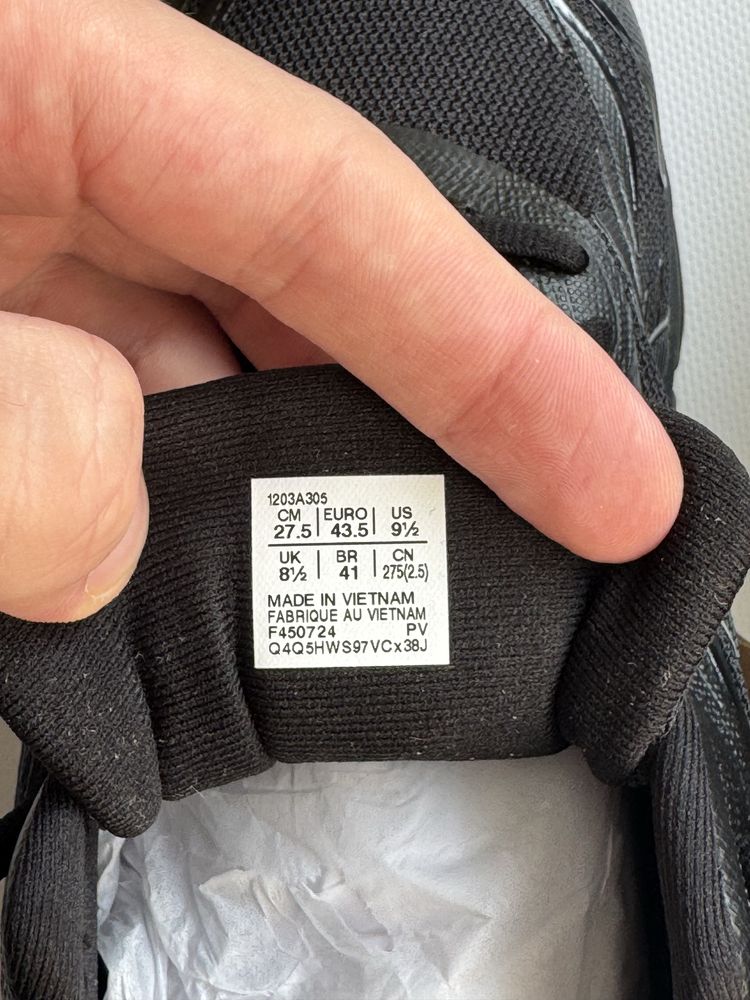 1203A305
CM | EURO | US
27.5 | 43.5 | 9½
UK | BR | CN
8½ | 41 | 275(2.5)
MADE IN VIETNAM
FABRIQUE AU VIETNAM
F450724 PV
Q4Q5HWS97VCx38J